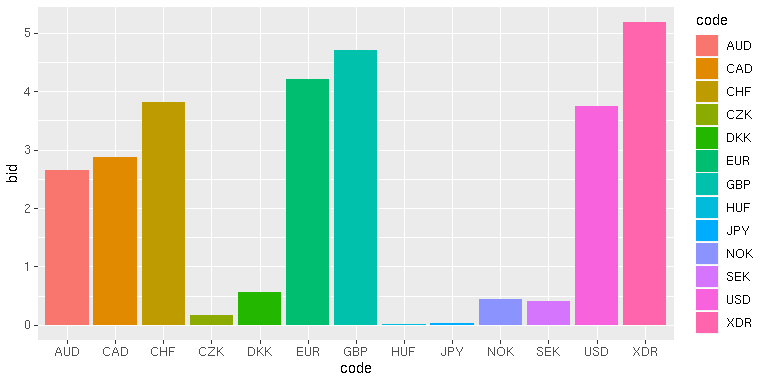 5
4
3
2
1
0
bid
AUD CAD CHF CZK DKK EUR GBP HUF JPY NOK SEK USD XDR
code
code
AUD
CAD
CHF
CZK
DKK
EUR
GBP
HUF
JPY
NOK
SEK
USD
XDR